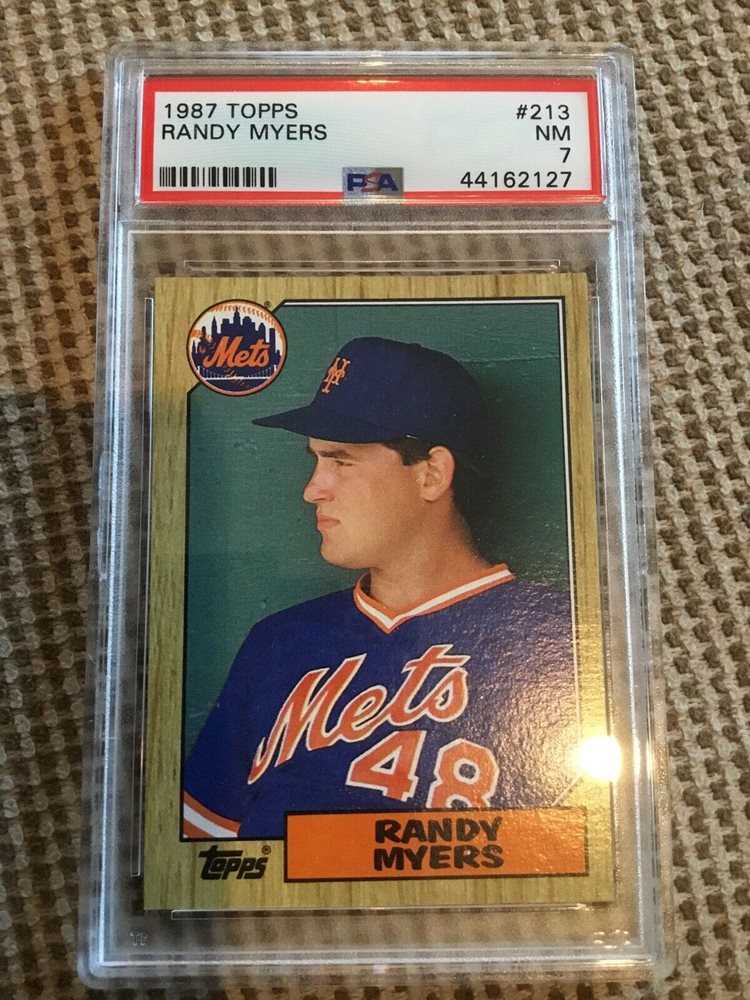 1987 TOPPS #213
RANDY MYERS NM
7
PSA 44162127
Mets
NY
Mets
48
RANDY
MYERS
Topps